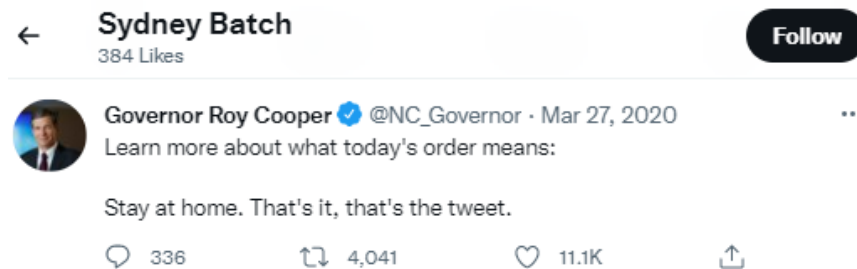 Sydney Batch
384 Likes
Follow
Governor Roy Cooper @NC_Governor · Mar 27, 2020
Learn more about what today's order means:
Stay at home. That's it, that's the tweet.
336 4,041 11.1K